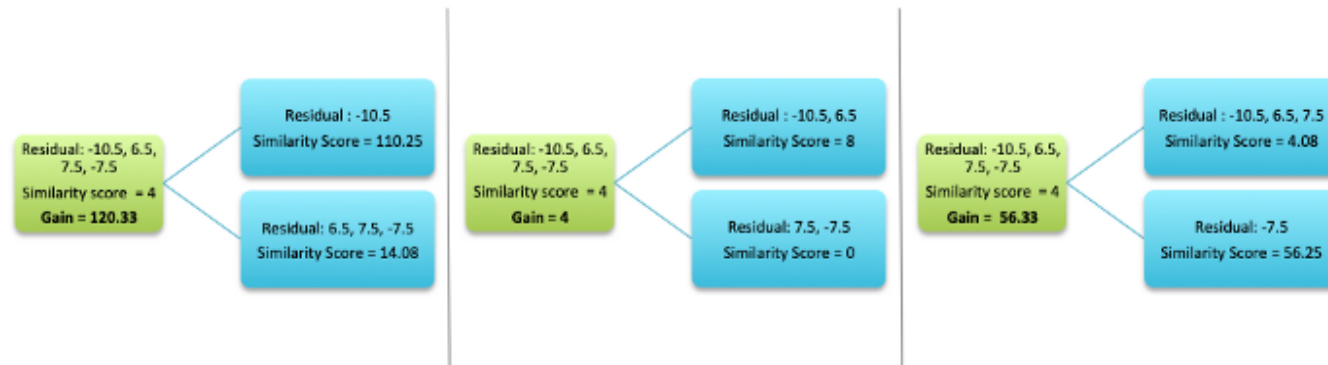 Residual: -10.5, 6.5,
7.5, -7.5
Similarity score = 4
Gain = 120.33
Residual : -10.5
Similarity Score = 110.25
Residual: 6.5, 7.5, -7.5
Similarity Score = 14.08
Residual: -10.5, 6.5,
7.5, -7.5
Similarity score = 4
Gain = 4
Residual : -10.5, 6.5
Similarity Score = 8
Residual: 7.5, -7.5
Similarity Score = 0
Residual: -10.5, 6.5,
7.5, -7.5
Similarity score = 4
Gain = 56.33
Residual : -10.5, 6.5, 7.5
Similarity Score = 4.08
Residual: -7.5
Similarity Score = 56.25